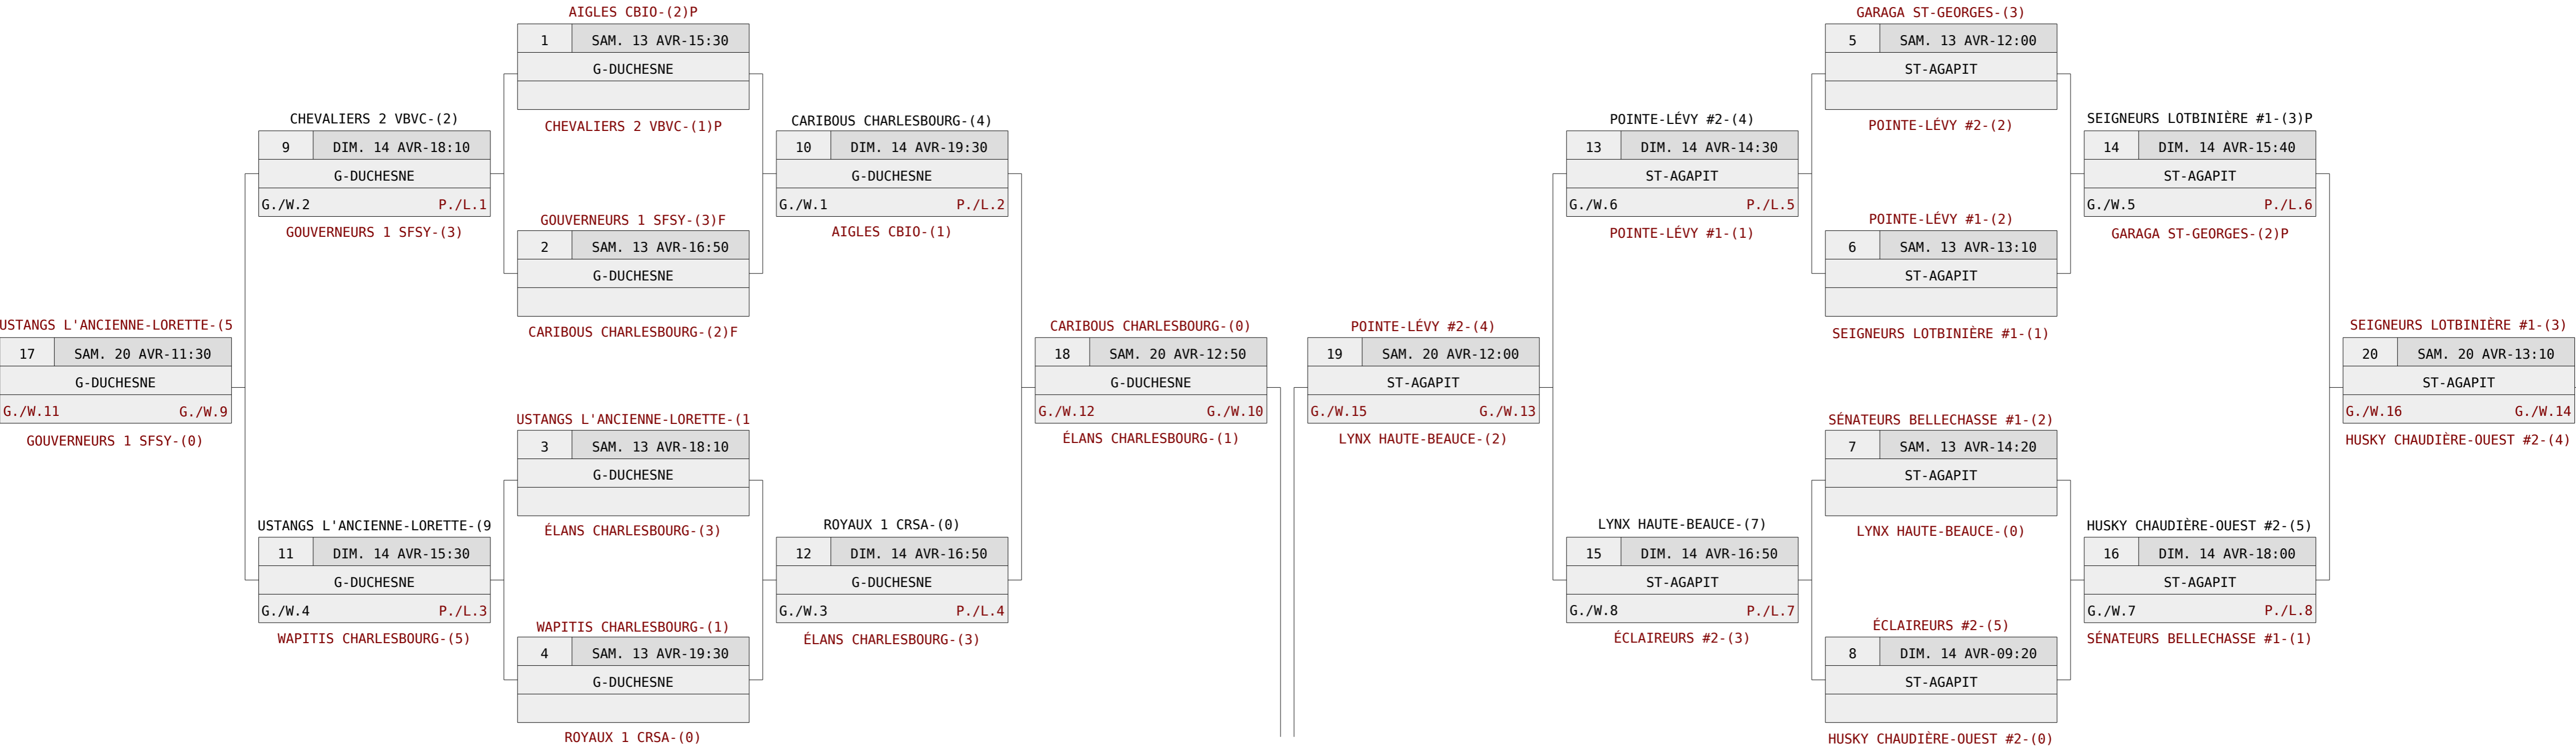 AIGLES CBIO-(2)P
1 SAM. 13 AVR-15:30
G-DUCHESNE
CHEVALIERS 2 VBVC-(1)P
CHEVALIERS 2 VBVC-(2)
9 DIM. 14 AVR-18:10
G-DUCHESNE
G./W.2 P./L.1
GOUVERNEURS 1 SFSY-(3)
CARIBOUS CHARLESBOURG-(4)
10 DIM. 14 AVR-19:30
G-DUCHESNE
G./W.1 P./L.2
AIGLES CBIO-(1)
GOUVERNEURS 1 SFSY-(3)F
2 SAM. 13 AVR-16:50
G-DUCHESNE
CARIBOUS CHARLESBOURG-(2)F
USTANGS L'ANCIENNE-LORETTE-(5
17 SAM. 20 AVR-11:30
G-DUCHESNE
G./W.11 G./W.9
GOUVERNEURS 1 SFSY-(0)
CARIBOUS CHARLESBOURG-(0)
18 SAM. 20 AVR-12:50
G-DUCHESNE
G./W.12 G./W.10
ÉLANS CHARLESBOURG-(1)
USTANGS L'ANCIENNE-LORETTE-(1
3 SAM. 13 AVR-18:10
G-DUCHESNE
ÉLANS CHARLESBOURG-(3)
USTANGS L'ANCIENNE-LORETTE-(9
11 DIM. 14 AVR-15:30
G-DUCHESNE
G./W.4 P./L.3
WAPITIS CHARLESBOURG-(5)
ROYAUX 1 CRSA-(0)
12 DIM. 14 AVR-16:50
G-DUCHESNE
G./W.3 P./L.4
ÉLANS CHARLESBOURG-(3)
WAPITIS CHARLESBOURG-(1)
4 SAM. 13 AVR-19:30
G-DUCHESNE
ROYAUX 1 CRSA-(0)
GARAGA ST-GEORGES-(3)
5 SAM. 13 AVR-12:00
ST-AGAPIT
POINTE-LÉVY #2-(2)
POINTE-LÉVY #2-(4)
13 DIM. 14 AVR-14:30
ST-AGAPIT
G./W.6 P./L.5
POINTE-LÉVY #1-(1)
SEIGNEURS LOTBINIÈRE #1-(3)P
14 DIM. 14 AVR-15:40
ST-AGAPIT
G./W.5 P./L.6
GARAGA ST-GEORGES-(2)P
POINTE-LÉVY #1-(2)
6 SAM. 13 AVR-13:10
ST-AGAPIT
SEIGNEURS LOTBINIÈRE #1-(1)
POINTE-LÉVY #2-(4)
19 SAM. 20 AVR-12:00
ST-AGAPIT
G./W.15 G./W.13
LYNX HAUTE-BEAUCE-(2)
SEIGNEURS LOTBINIÈRE #1-(3)
20 SAM. 20 AVR-13:10
ST-AGAPIT
G./W.16 G./W.14
HUSKY CHAUDIÈRE-OUEST #2-(4)
SÉNATEURS BELLECHASSE #1-(2)
7 SAM. 13 AVR-14:20
ST-AGAPIT
LYNX HAUTE-BEAUCE-(0)
LYNX HAUTE-BEAUCE-(7)
15 DIM. 14 AVR-16:50
ST-AGAPIT
G./W.8 P./L.7
ÉCLAIREURS #2-(3)
HUSKY CHAUDIÈRE-OUEST #2-(5)
16 DIM. 14 AVR-18:00
ST-AGAPIT
G./W.7 P./L.8
SÉNATEURS BELLECHASSE #1-(1)
ÉCLAIREURS #2-(5)
8 DIM. 14 AVR-09:20
ST-AGAPIT
HUSKY CHAUDIÈRE-OUEST #2-(0)